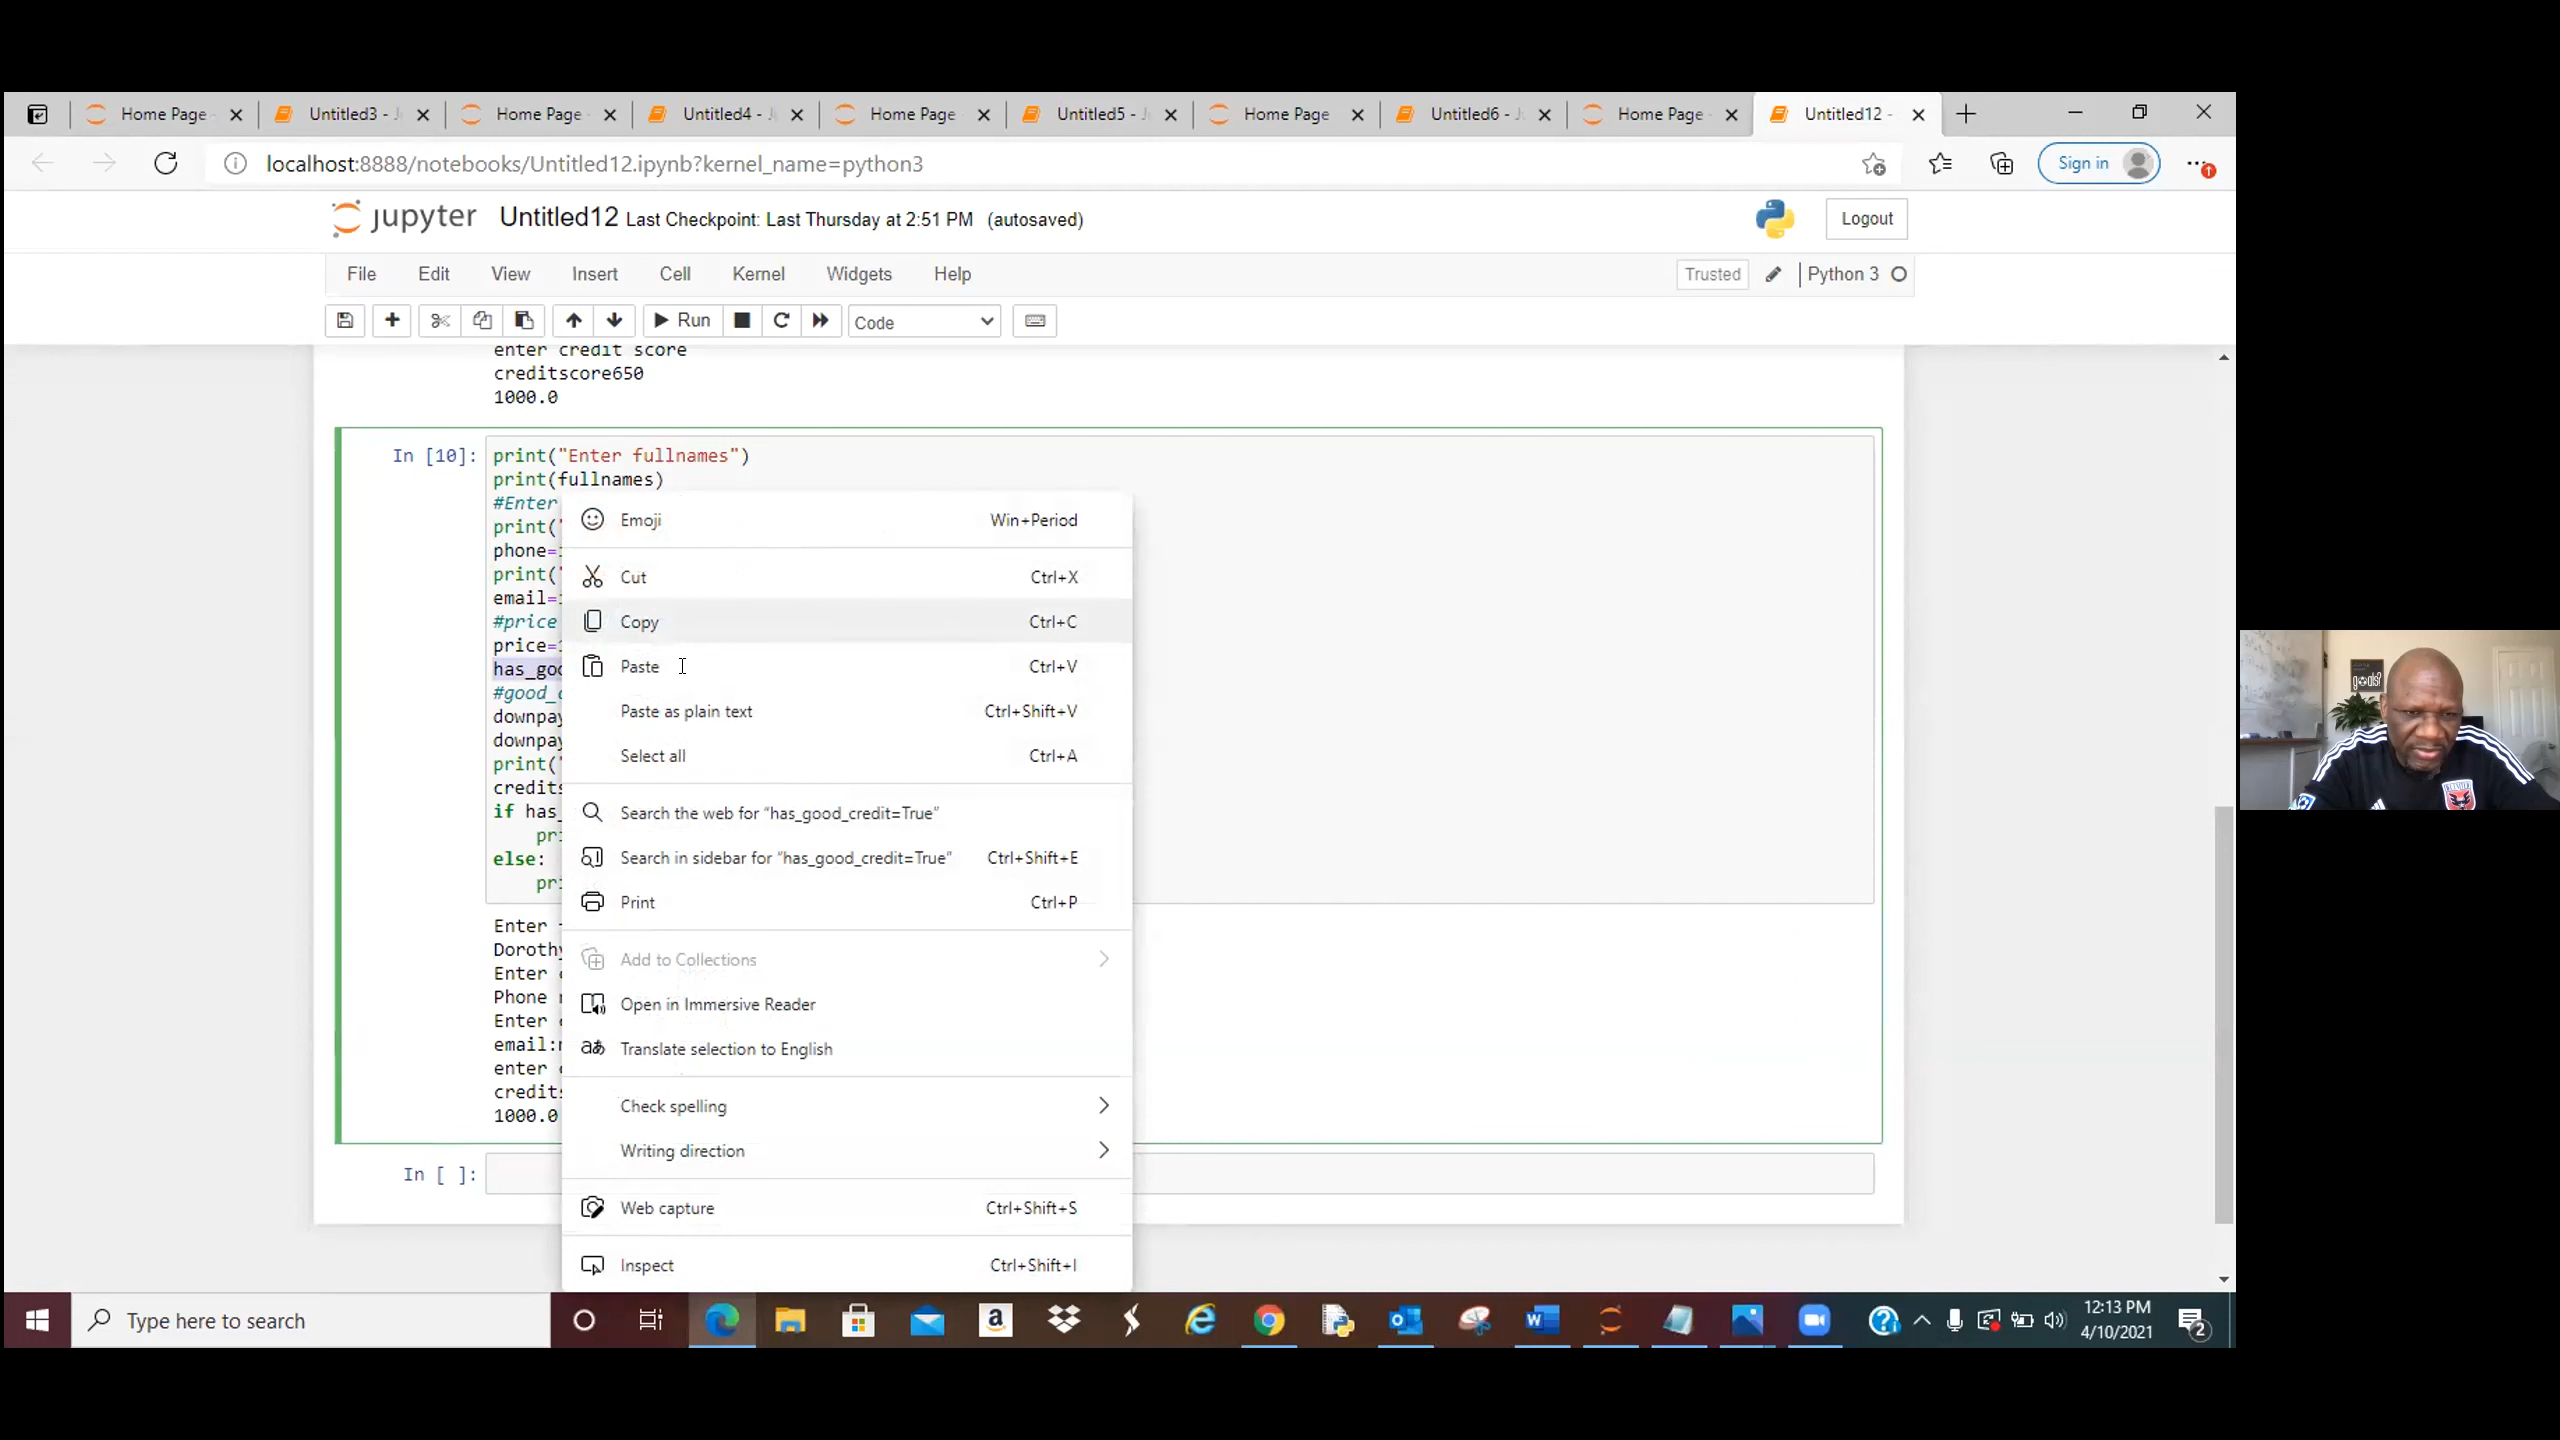 Home Page
Untitled3 - J
Home Page
Untitled4 - J
Home Page
Untitled5 - J
Home Page
Untitled6 - J
Home Page
Untitled12 -
localhost:8888/notebooks/Untitled12.ipynb?kernel_name=python3
Sign in
jupyter Untitled12 Last Checkpoint: Last Thursday at 2:51 PM (autosaved)
Logout
File Edit View Insert Cell Kernel Widgets Help
Trusted
Python 3
Run
Code
enter credit score
creditscore650
1000.0
In [10]:
print("Enter fullnames")
print(fullnames)
#Enter
print("
phone=
print("
email=
#price
price=1
has_goo
#good_c
downpay
downpay
print("
credits
if has_
pri
else:
pri
Enter
Dorothy
Enter
Phone
Enter
email:
enter
credits
1000.0
In [ ]:
Emoji Win+Period
Cut Ctrl+X
Copy Ctrl+C
Paste Ctrl+V
Paste as plain text Ctrl+Shift+V
Select all Ctrl+A
Search the web for “has_good_credit=True”
Search in sidebar for “has_good_credit=True” Ctrl+Shift+E
Print Ctrl+P
Add to Collections
Open in Immersive Reader
Translate selection to English
Check spelling
Writing direction
Web capture Ctrl+Shift+S
Inspect Ctrl+Shift+I
goals?
Type here to search
12:13 PM
4/10/2021
2